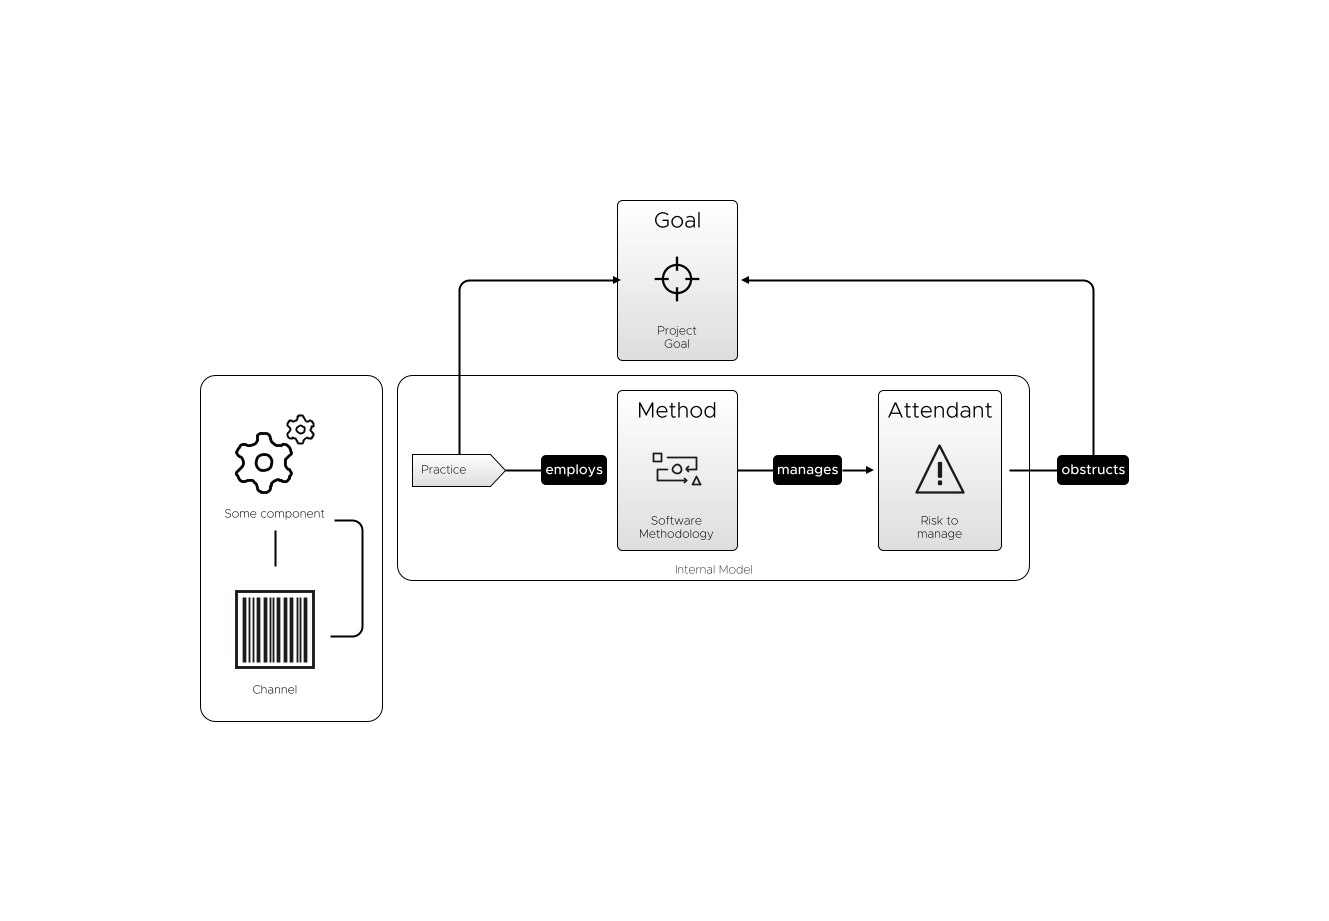 Goal
Project
Goal
Some component
Channel
Practice
employs
Method
Software
Methodology
manages
Attendant
Risk to
manage
obstructs
Internal Model